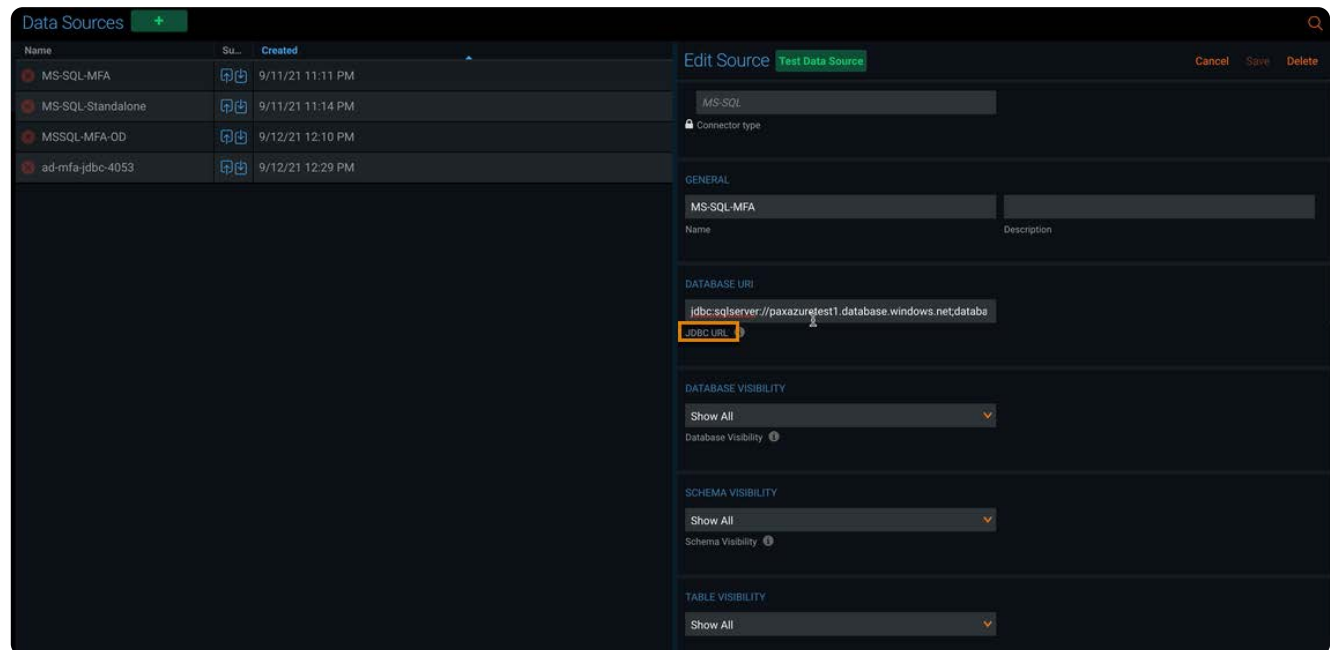 Data Sources +
Name Su... Created
MS-SQL-MFA 9/11/21 11:11 PM
MS-SQL-Standalone 9/11/21 11:14 PM
MSSQL-MFA-OD 9/12/21 12:10 PM
ad-mfa-jdbc-4053 9/12/21 12:29 PM
Edit Source Test Data Source Cancel Save Delete
MS-SQL
Connector type
GENERAL
MS-SQL-MFA
Name Description
DATABASE URI
jdbc:sqlserver://paxazuretest1.database.windows.net;databa
JDBC URL
DATABASE VISIBILITY
Show All
Database Visibility
SCHEMA VISIBILITY
Show All
Schema Visibility
TABLE VISIBILITY
Show All